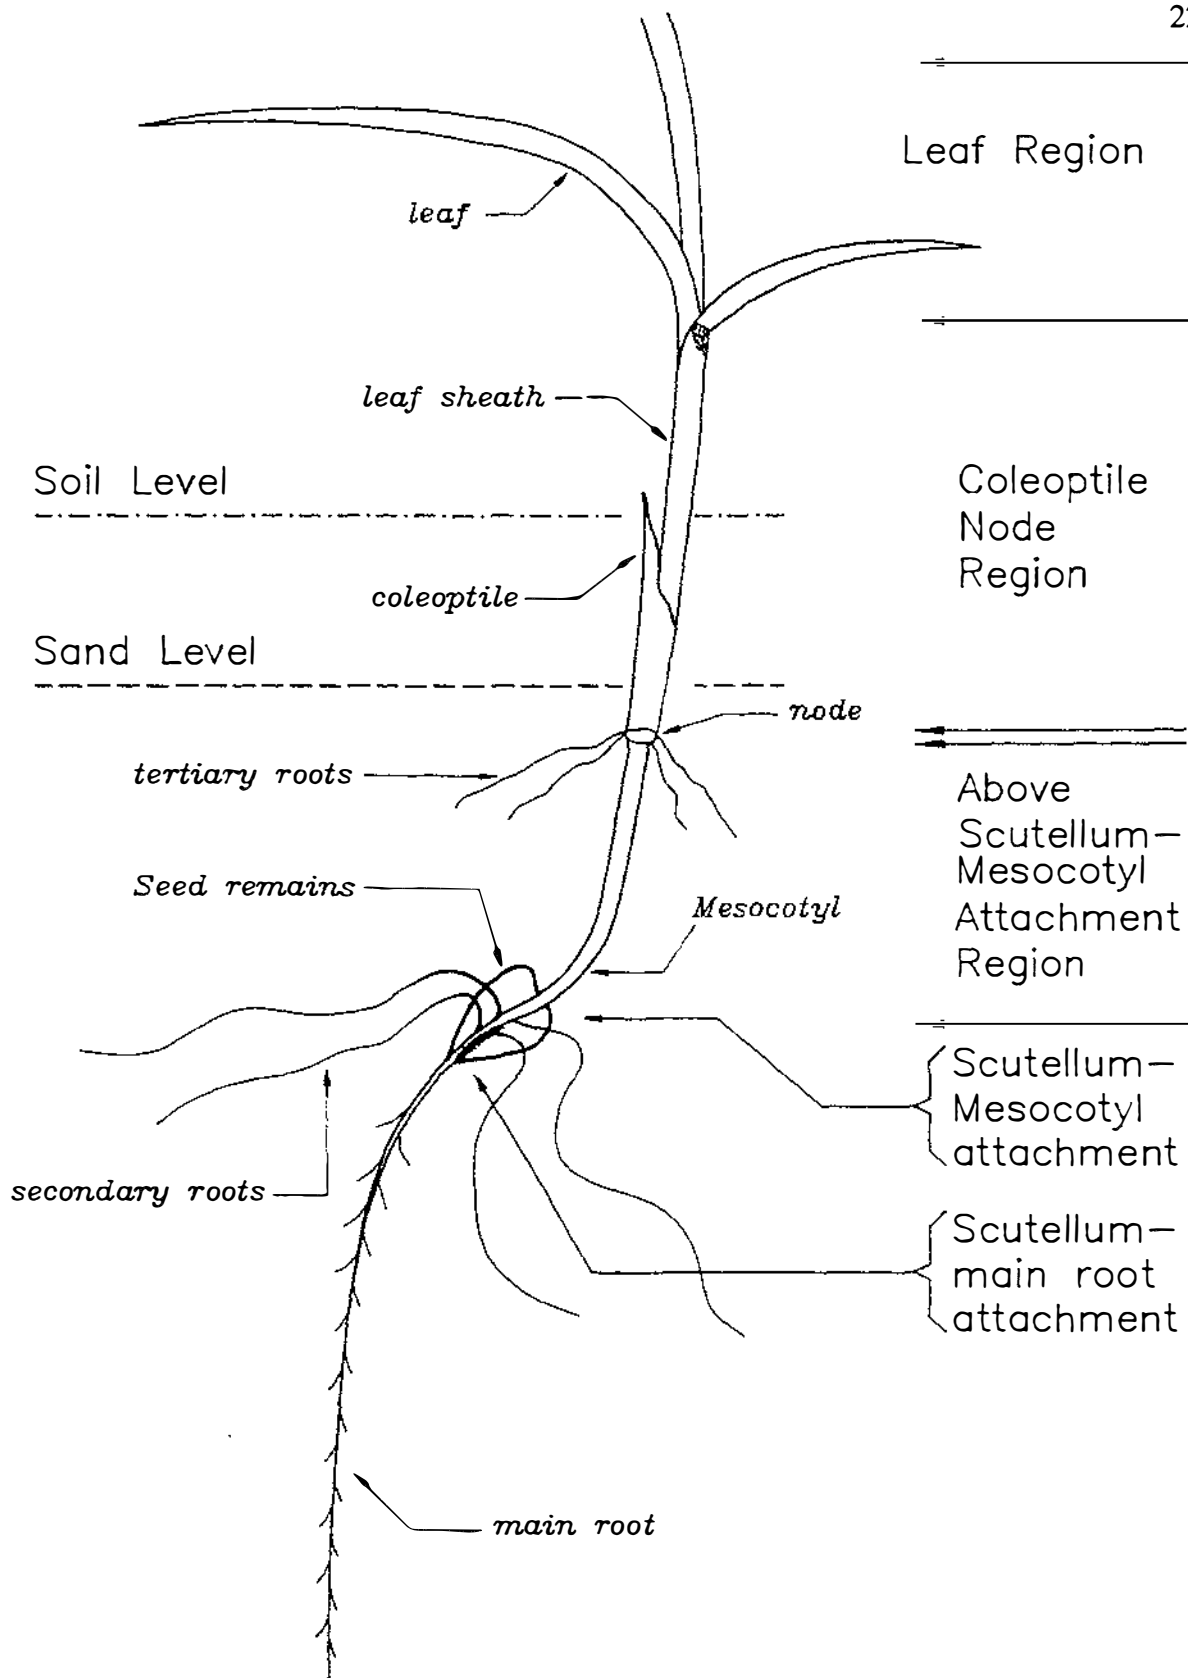 Leaf Region
leaf
leaf sheath
Soil Level
Coleoptile
Node
Region
coleoptile
Sand Level
node
tertiary roots
Above
Scutellum-
Mesocotyl
Attachment
Region
Seed remains
Mesocotyl
Scutellum-
Mesocotyl
attachment
secondary roots
Scutellum-
main root
attachment
main root